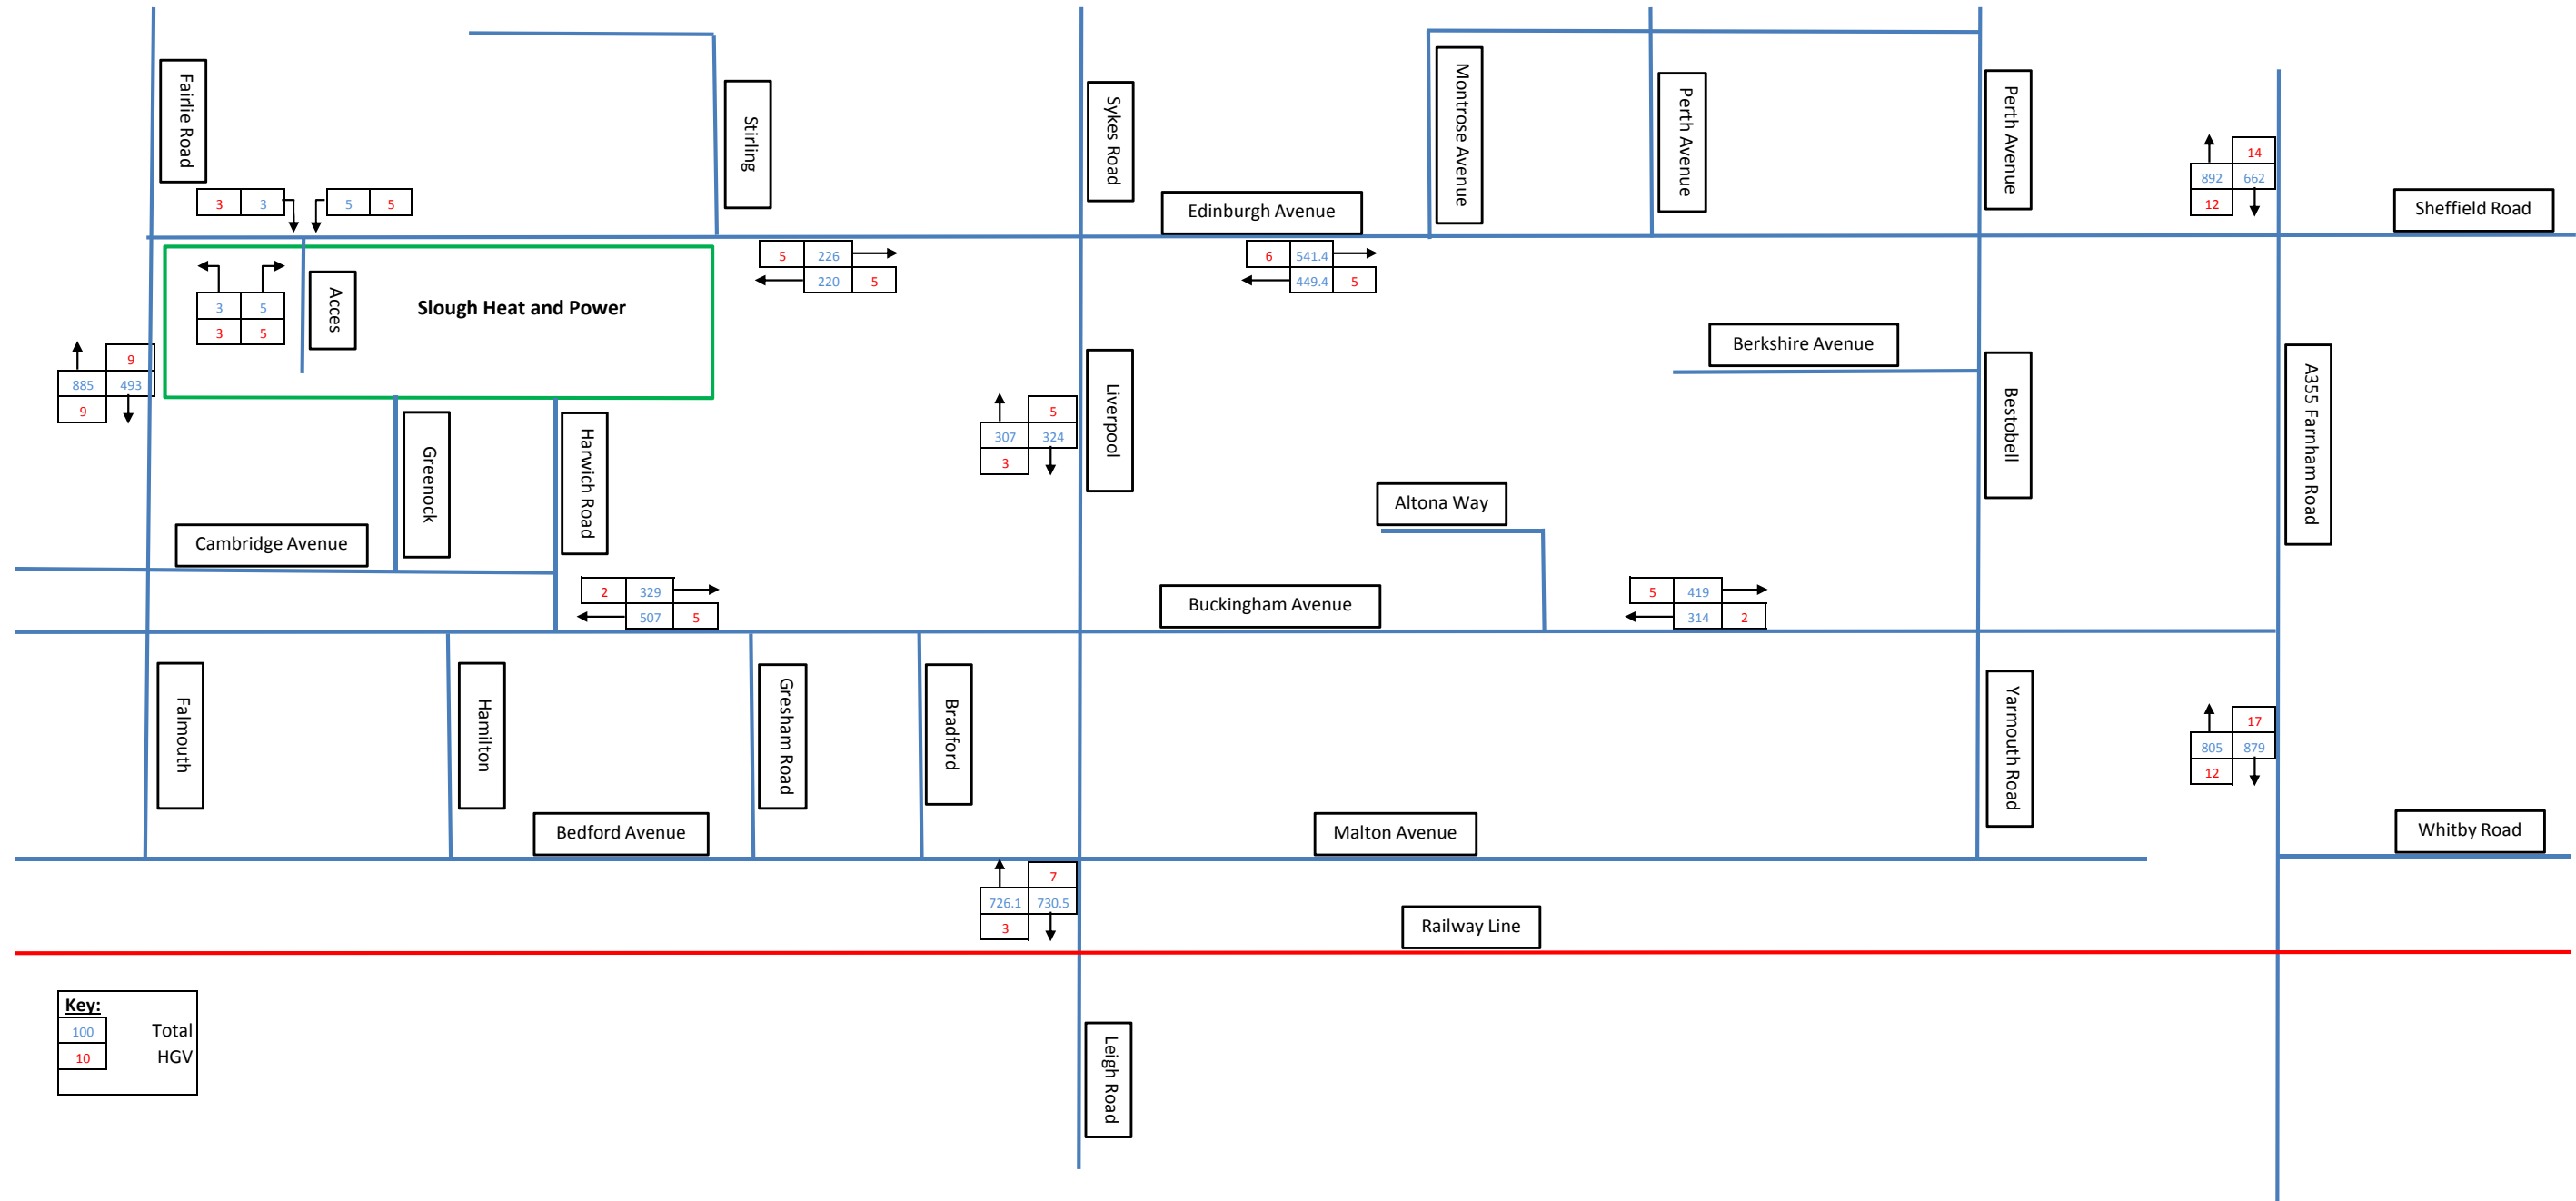 Fairlie Road
Stirling
Sykes Road
Montrose Avenue
Perth Avenue
Perth Avenue
14
892 662
12
Sheffield Road
3 3
5 5
Edinburgh Avenue
5 226
220 5
6 541.4
449.4 5
3 5
3 5
Acces
Slough Heat and Power
9
885 493
9
Berkshire Avenue
Liverpool
5
307 324
3
Bestobell
A355 Farnham Road
Greenock
Harwich Road
Altona Way
Cambridge Avenue
2 329
507 5
Buckingham Avenue
5 419
314 2
Falmouth
Hamilton
Gresham Road
Bradford
Yarmouth Road
17
805 879
12
Bedford Avenue
Malton Avenue
Whitby Road
7
726.1 730.5
3
Railway Line
Key:
100 Total
10 HGV
Leigh Road